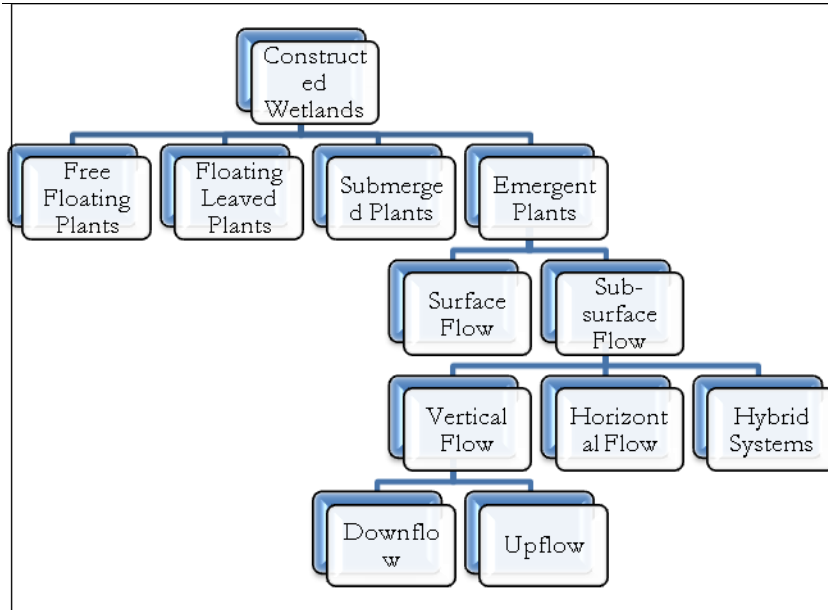 Construct
ed
Wetlands
Free
Floating
Plants
Floating
Leaved
Plants
Submerge
d Plants
Emergent
Plants
Surface
Flow
Sub-
surface
Flow
Vertical
Flow
Horizont
al Flow
Hybrid
Systems
Downflo
w
Upflow